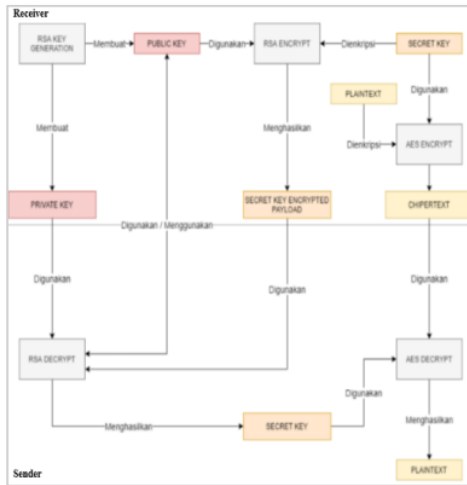 Receiver
RSA KEY
GENERATION
Membuat
PUBLIC KEY
Digunakan
RSA ENCRYPT
Dienkripsi
SECRET KEY
PLAINTEXT
Digunakan
Membuat
Menghasilkan
Dienkripsi
AES ENCRYPT
PRIVATE KEY
SECRET KEY ENCRYPTED
PAYLOAD
CHIPERTEXT
Digunakan / Menggunakan
Digunakan
Digunakan
Digunakan
RSA DECRYPT
AES DECRYPT
Digunakan
Menghasilkan
SECRET KEY
Menghasilkan
PLAINTEXT
Sender